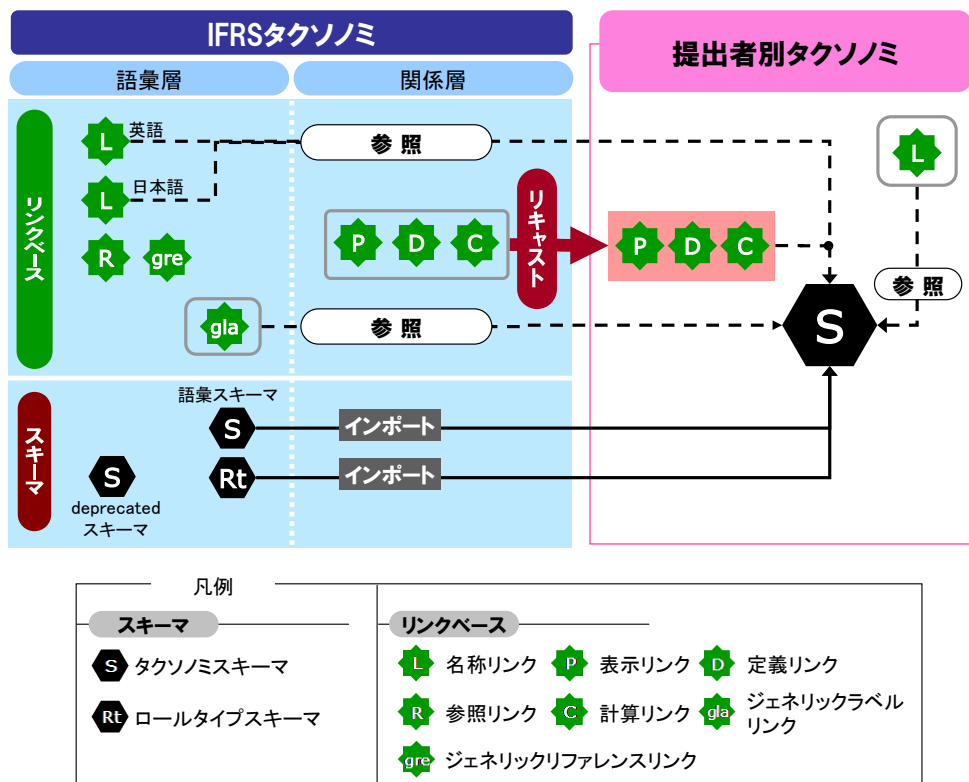 IFRSタクソノミ
提出者別タクソノミ
語彙層
関係層
リンクベース
L
英語
参照
L
L
日本語
リキャスト
R
gre
P
D
C
P
D
C
参照
gla
参照
S
スキーマ
語彙スキーマ
S
インポート
S
Rt
インポート
deprecated
スキーマ
凡例
スキーマ
リンクベース
S
タクソノミスキーマ
L
名称リンク
P
表示リンク
D
定義リンク
Rt
ロールタイプスキーマ
R
参照リンク
C
計算リンク
gla
ジェネリックラベル
リンク
gre
ジェネリックリファレンスリンク